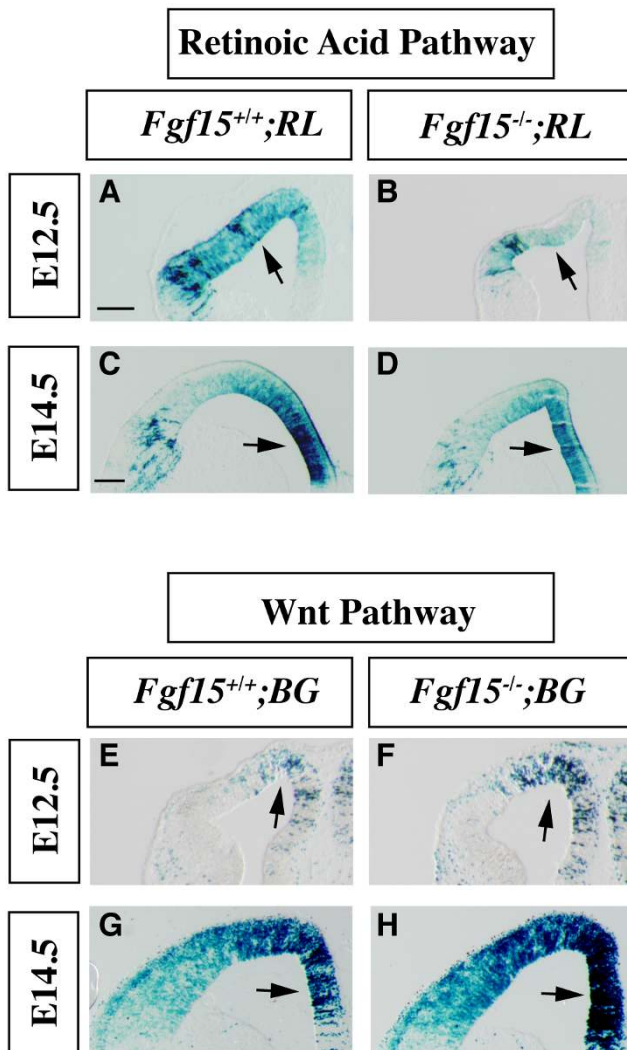 Retinoic Acid Pathway
Fgf15+/+;RL Fgf15-/-;RL
E12.5
A B
E14.5
C D
Wnt Pathway
Fgf15+/+;BG Fgf15-/-;BG
E12.5
E F
E14.5
G H